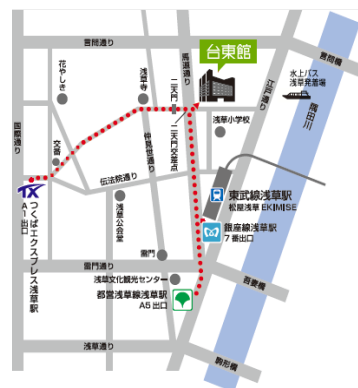 言問通り
言問橋
馬道通り
台東館
花やしき
浅草寺
二天門
江戸通り
水上バス
浅草発着場
隅田川
国際通り
交番
仲見世通り
二天門交差点
浅草小学校
伝法院通り
TX
A1出口
つくばエクスプレス浅草駅
浅草公会堂
東武線浅草駅
松屋浅草 EKIMISE
銀座線浅草駅
7番出口
雷門
雷門通り
吾妻橋
浅草文化観光センター
都営浅草線浅草駅
A5出口
浅草通り
駒形橋